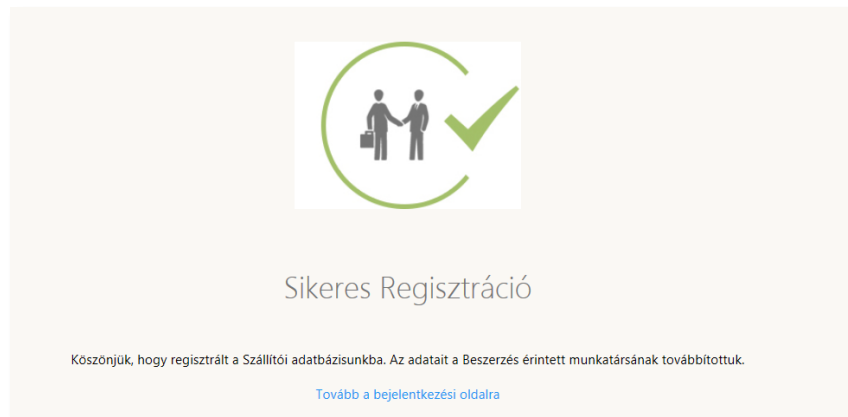 Sikeres Regisztráció
Köszönjük, hogy regisztrált a Szállítói adatbázisunkba. Az adatait a Beszerzés érintett munkatársának továbbítottuk.
Tovább a bejelentkezési oldalra